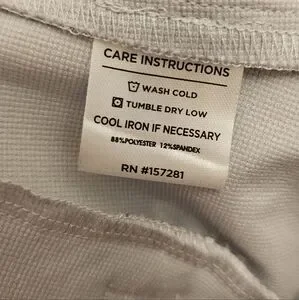 CARE INSTRUCTIONS
WASH COLD
TUMBLE DRY LOW
COOL IRON IF NECESSARY
88%POLYESTER 12%SPANDEX
RN #157281